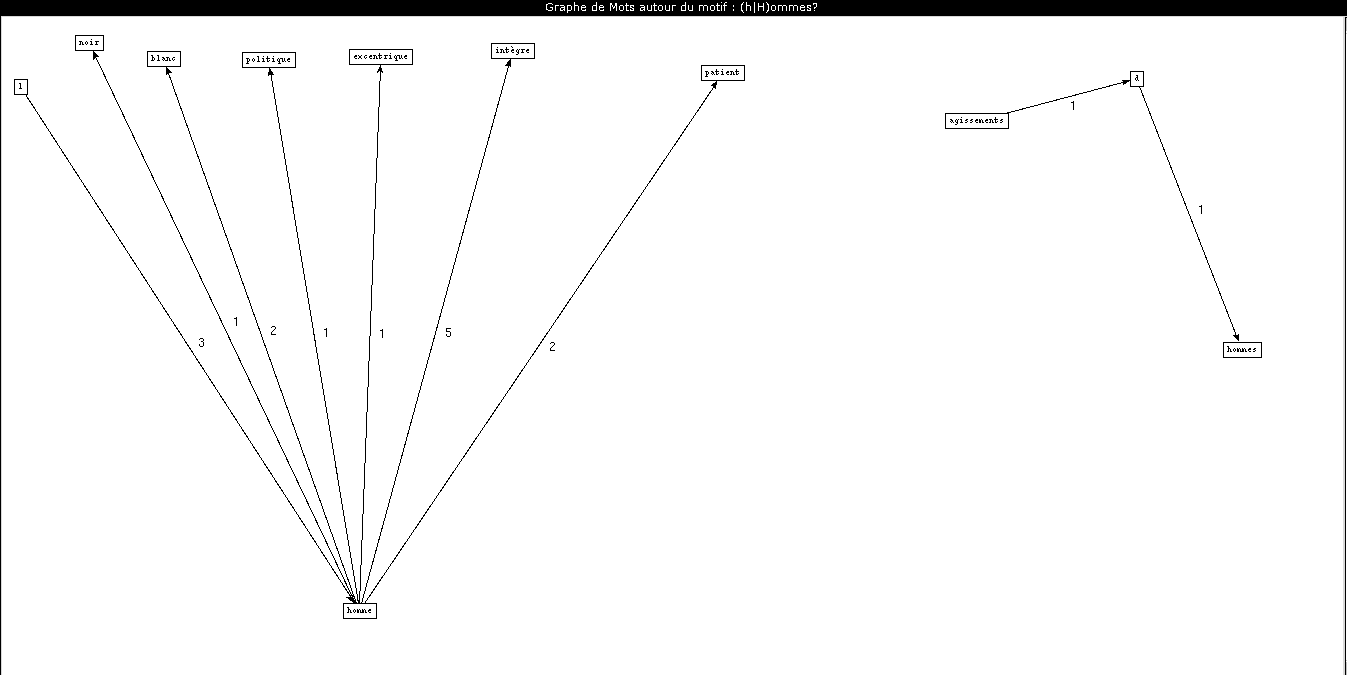 Graphe de Mots autour du motif : (h|H)ommes?
noir
blanc
politique
excentrique
intègre
patient
l
agissements
d
1
1
3
1
2
1
1
5
2
hommes
homme